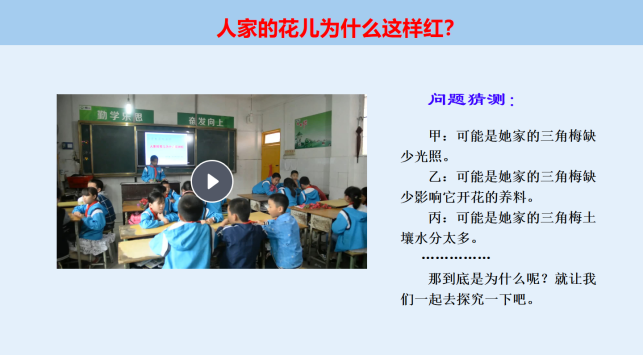 人家的花儿为什么这样红？
勤学乐思
奋发向上
问题猜测：
甲：可能是她家的三角梅缺
少光照。
乙：可能是她家的三角梅缺
少影响它开花的养料。
丙：可能是她家的三角梅土
壤水分太多。
……………
那到底是为什么呢？就让我
们一起去探究一下吧。